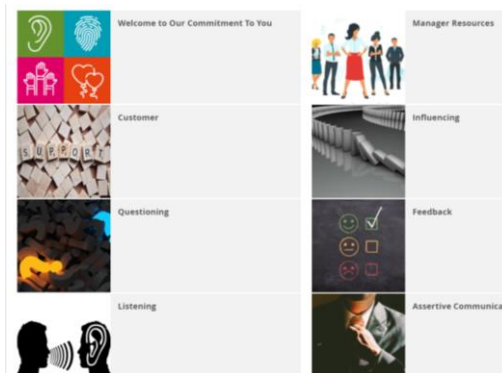 Welcome to Our Commitment To You
Manager Resources
Customer
SUPPORT
Influencing
Questioning
Feedback
Listening
Assertive Communica